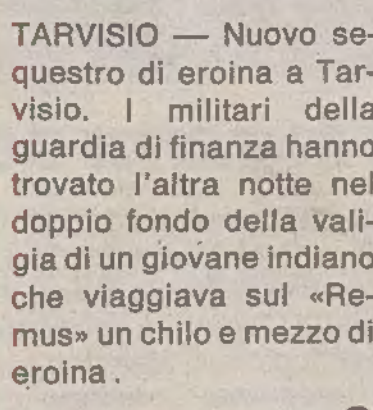 TARVISIO — Nuovo se-
questro di eroina a Tar-
visio. I militari della
guardia di finanza hanno
trovato l'altra notte nel
doppio fondo della vali-
gia di un giovane indiano
che viaggiava sul «Re-
mus» un chilo e mezzo di
eroina.